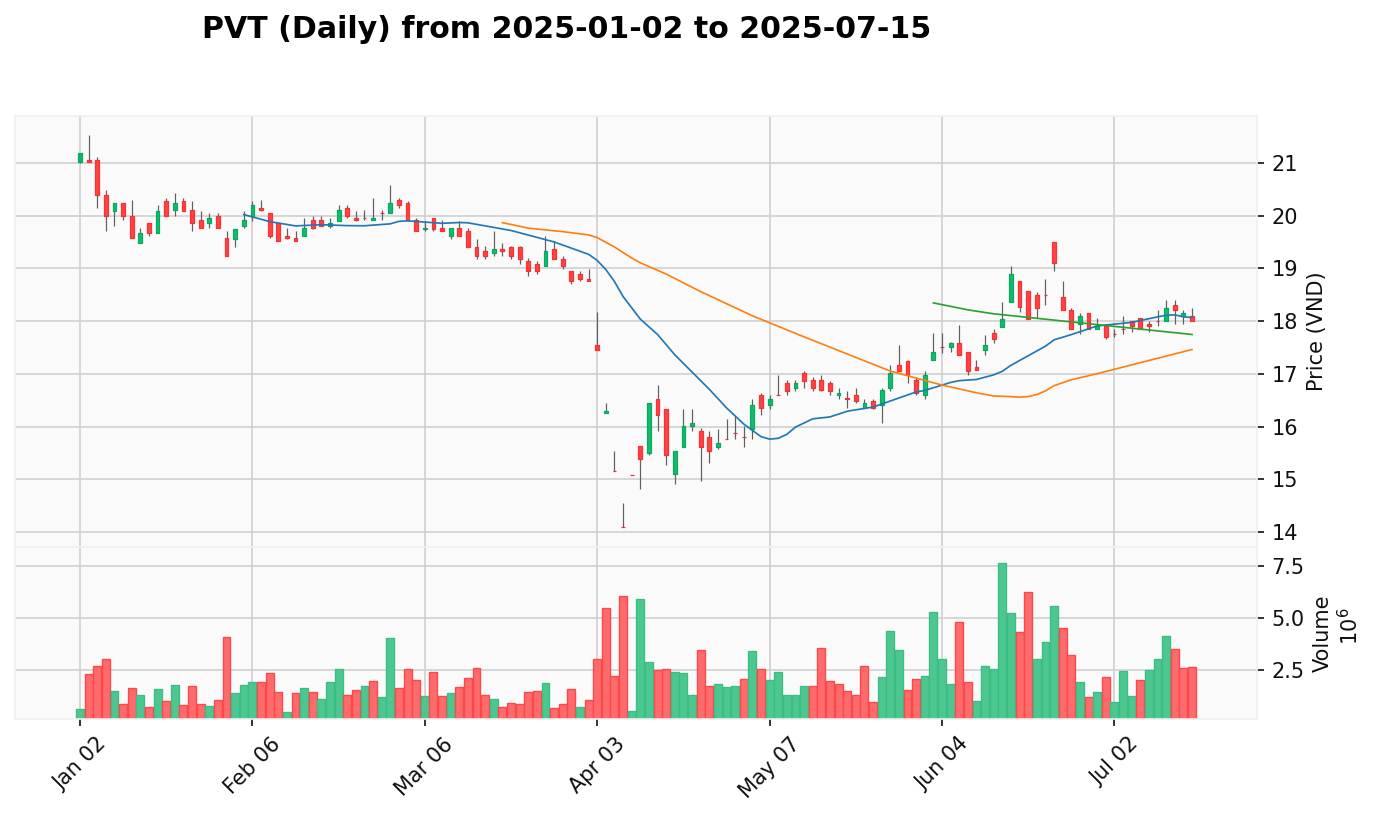 PVT (Daily) from 2025-01-02 to 2025-07-15
21
20
19
18
17
16
15
14
Price (VND)
7.5
5.0
2.5
Volume
10⁶
Jan 02
Feb 06
Mar 06
Apr 03
May 07
Jun 04
Jul 02